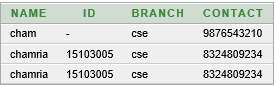 NAME ID BRANCH CONTACT
cham - cse 9876543210
chamria 15103005 cse 8324809234
chamria 15103005 cse 8324809234